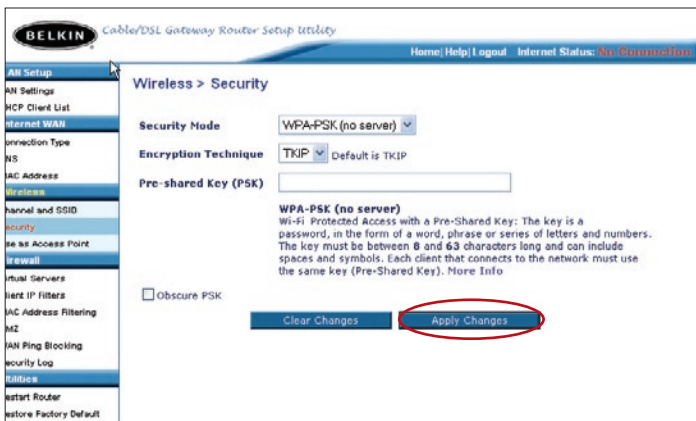 BELKIN Cable/DSL Gateway Router Setup Utility
Home|Help|Logout Internet Status: No Connection
AN Setup
AN Settings
HCP Client List
nternet WAN
onnection Type
NS
AC Address
Wireless
hannel and SSID
ecurity
se as Access Point
irewall
irtual Servers
lient IP Filters
AC Address Filtering
MZ
AN Ping Blocking
ecurity Log
tilities
estart Router
estore Factory Default
Wireless > Security
Security Mode WPA-PSK (no server)
Encryption Technique TKIP Default is TKIP
Pre-shared Key (PSK)
WPA-PSK (no server)
Wi-Fi Protected Access with a Pre-Shared Key: The key is a
password, in the form of a word, phrase or series of letters and numbers.
The key must be between 8 and 63 characters long and can include
spaces and symbols. Each client that connects to the network must use
the same key (Pre-Shared Key). More Info
Obscure PSK
Clear Changes Apply Changes